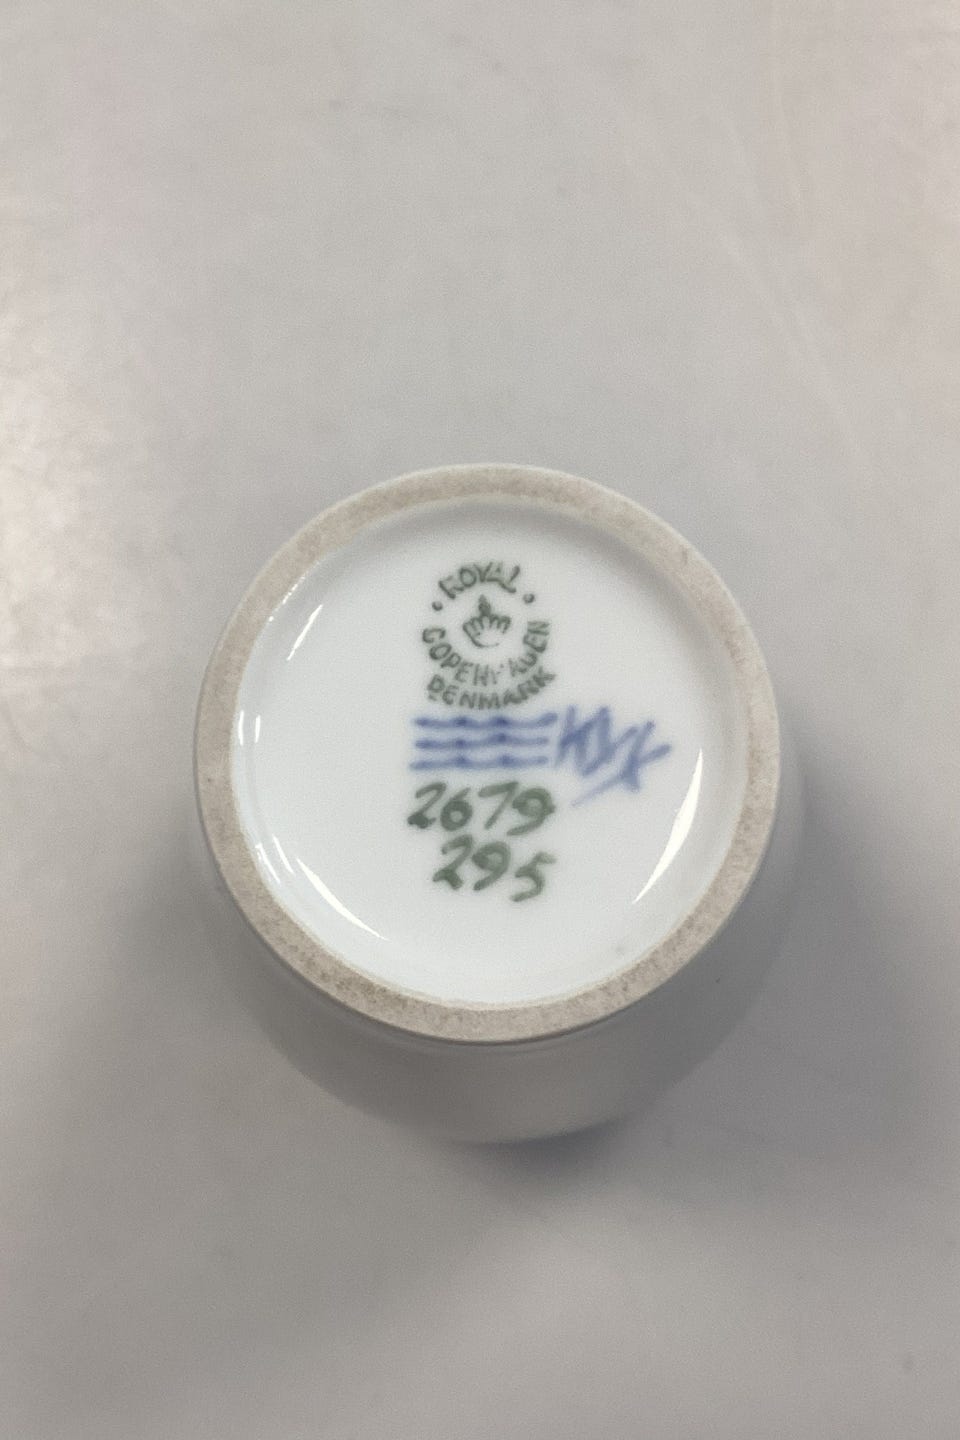 ROYAL
COPENHAGEN
DENMARK
2679
295